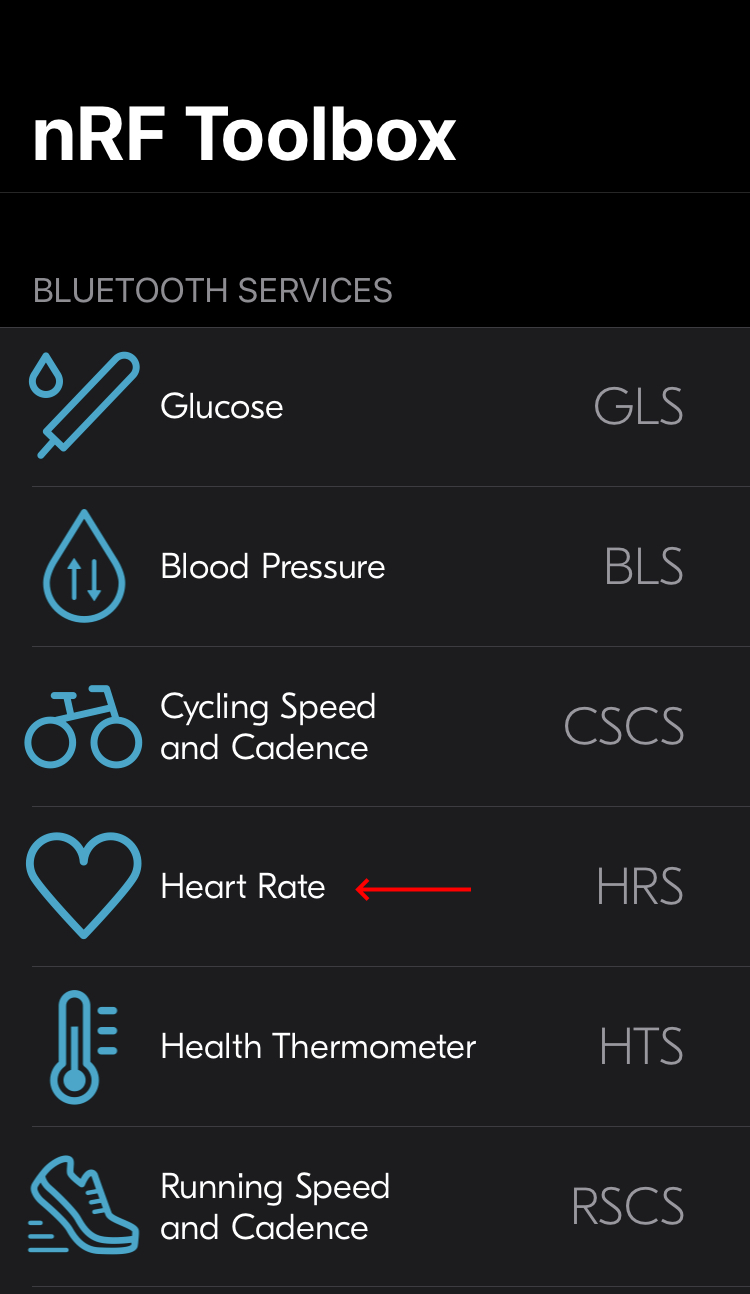 nRF Toolbox
BLUETOOTH SERVICES
Glucose GLS
Blood Pressure BLS
Cycling Speed
and Cadence CSCS
Heart Rate HRS
Health Thermometer HTS
Running Speed
and Cadence RSCS